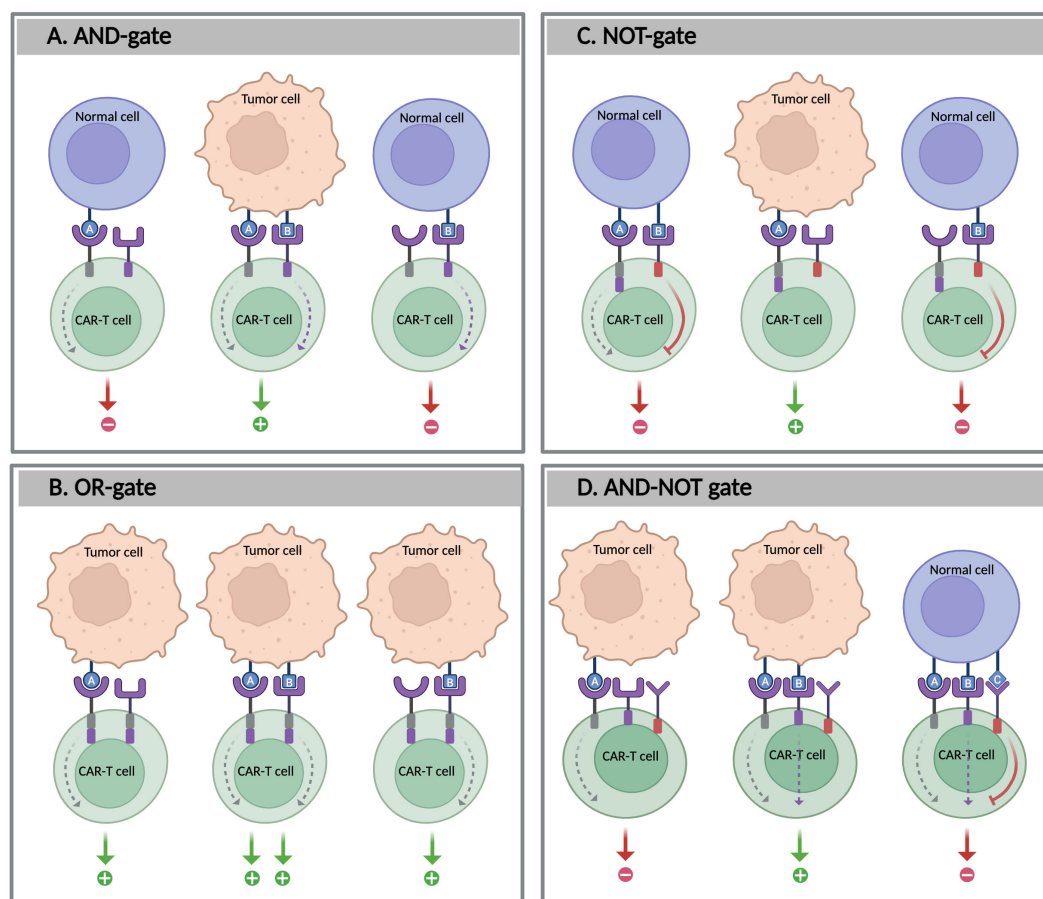 A. AND-gate
Normal cell
Tumor cell
Normal cell
A
A
B
B
CAR-T cell
CAR-T cell
CAR-T cell
C. NOT-gate
Normal cell
Tumor cell
Normal cell
A
B
A
B
CAR-T cell
CAR-T cell
CAR-T cell
B. OR-gate
Tumor cell
Tumor cell
Tumor cell
A
A
B
B
CAR-T cell
CAR-T cell
CAR-T cell
D. AND-NOT gate
Tumor cell
Tumor cell
Normal cell
A
A
B
A
B
C
CAR-T cell
CAR-T cell
CAR-T cell